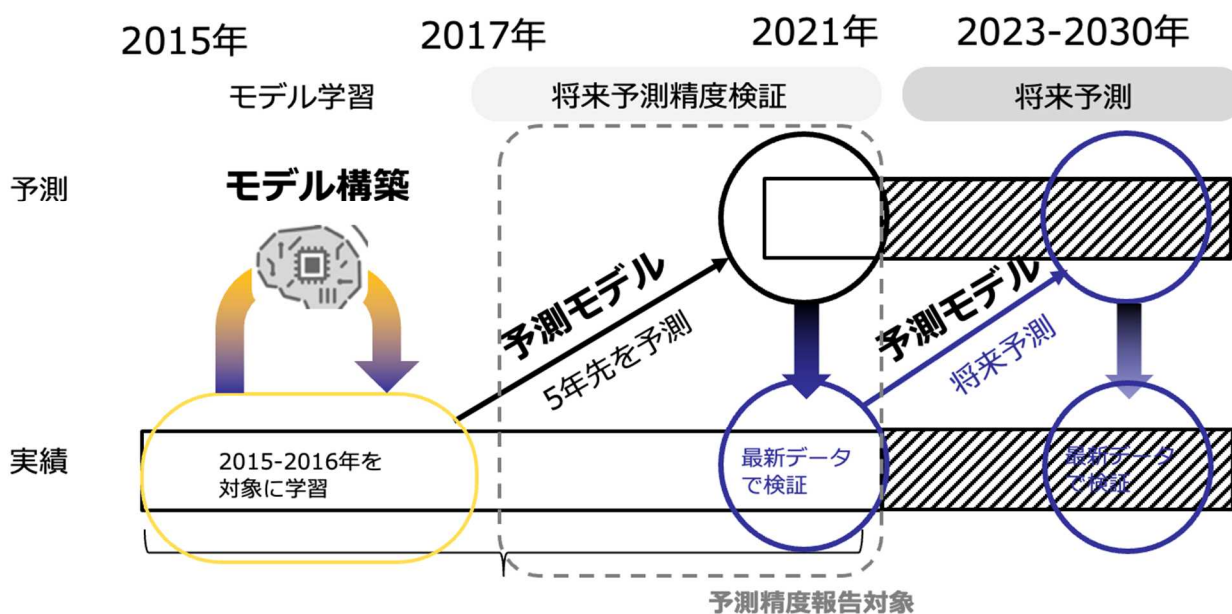 2015年
2017年
2021年
2023-2030年
モデル学習
将来予測精度検証
将来予測
予測
モデル構築
予測モデル
5年先を予測
予測モデル
将来予測
実績
2015-2016年を
対象に学習
最新データ
で検証
最新データ
で検証
予測精度報告対象